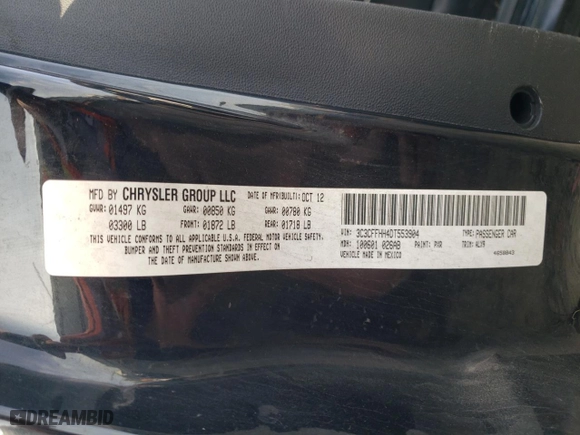 MFD BY CHRYSLER GROUP LLC DATE OF MFR(BUILT): OCT 12
GVWR: 01497 KG GAWR: 00850 KG GAWR: 00780 KG
03300 LB FRONT: 01872 LB REAR: 01718 LB
THIS VEHICLE CONFORMS TO ALL APPLICABLE U.S.FEDERAL MOTOR VEHICLE SAFETY,
BUMPER AND THEFT PREVENTION STANDARDS IN EFFECT ON
THE DATE OF MANUFACTURE SHOWN ABOVE.
VIN: 3C3CFFHH4DT553904 TYPE: PASSENGER CAR
MDH: 100601 026AB PAINT: PXR TRIM: ALX9
VEHICLE MADE IN MEXICO
DREAMBID